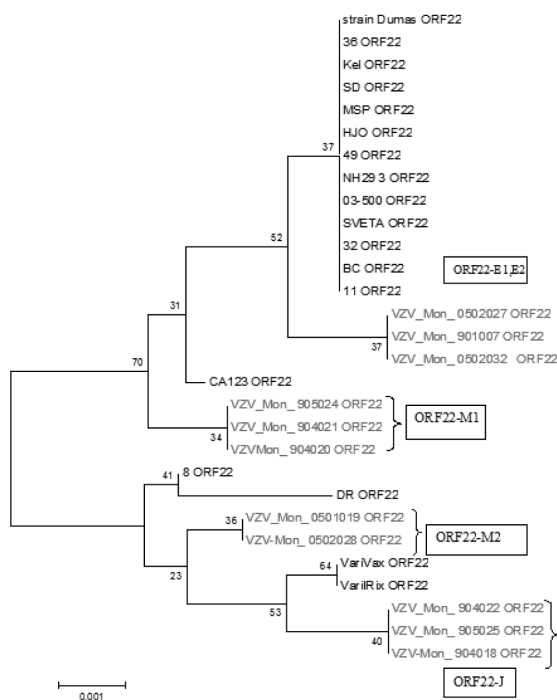 strain Dumas ORF22
36 ORF22
Kel ORF22
SD ORF22
MSP ORF22
HJO ORF22
37
49 ORF22
NH29 3 ORF22
03-500 ORF22
SVETA ORF22
52
32 ORF22
BC ORF22
ORF22-E1,E2
11 ORF22
31
VZV_Mon_ 0502027 ORF22
VZV_Mon_ 901007 ORF22
37
VZV_Mon_ 0502032 ORF22
70
CA123 ORF22
VZV_Mon_ 905024 ORF22
ORF22-M1
VZV_Mon_ 904021 ORF22
34
VZVMon_ 904020 ORF22
41
8 ORF22
DR ORF22
36
VZV_Mon_ 0501019 ORF22
ORF22-M2
VZV-Mon_ 0502028 ORF22
23
64
VariVax ORF22
VarilRix ORF22
53
VZV_Mon_ 904022 ORF22
VZV_Mon_ 905025 ORF22
40
VZV-Mon_ 904018 ORF22
ORF22-J
0.001